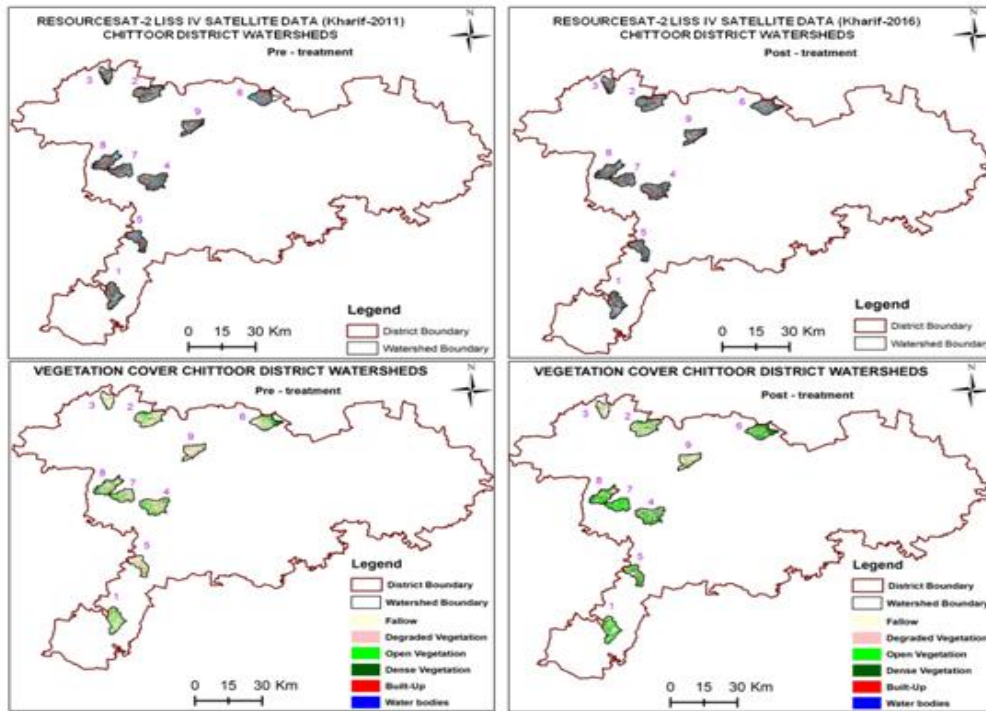 RESOURCESAT-2 LISS IV SATELLITE DATA (Kharif-2011)
CHITTOOR DISTRICT WATERSHEDS
Pre - treatment
N
3
2
6
9
8
7
4
5
1
Legend
District Boundary
Watershed Boundary
0 15 30 Km
RESOURCESAT-2 LISS IV SATELLITE DATA (Kharif-2016)
CHITTOOR DISTRICT WATERSHEDS
Post - treatment
N
3
2
6
9
8
7
4
5
1
Legend
District Boundary
Watershed Boundary
0 15 30 Km
VEGETATION COVER CHITTOOR DISTRICT WATERSHEDS
Pre - treatment
N
3
2
6
9
8
7
4
5
1
Legend
District Boundary
Watershed Boundary
Fallow
Degraded Vegetation
Open Vegetation
Dense Vegetation
Built-Up
Water bodies
0 15 30 Km
VEGETATION COVER CHITTOOR DISTRICT WATERSHEDS
Post - treatment
N
3
2
6
9
8
7
4
5
1
Legend
District Boundary
Watershed Boundary
Fallow
Degraded Vegetation
Open Vegetation
Dense Vegetation
Built-Up
Water bodies
0 15 30 Km